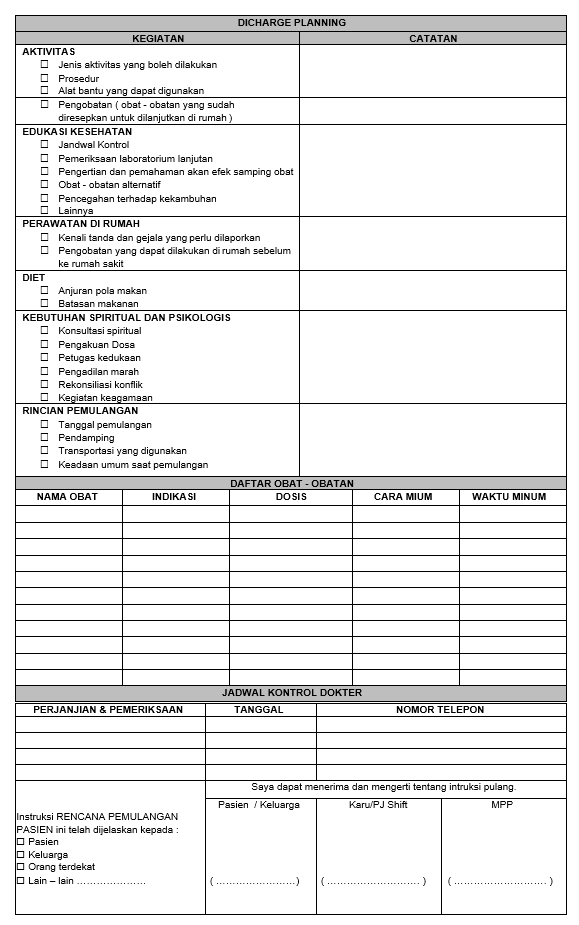 DICHARGE PLANNING
KEGIATAN CATATAN
AKTIVITAS
☐ Jenis aktivitas yang boleh dilakukan
☐ Prosedur
☐ Alat bantu yang dapat digunakan
☐ Pengobatan ( obat - obatan yang sudah
diresepkan untuk dilanjutkan di rumah )
EDUKASI KESEHATAN
☐ Jandwal Kontrol
☐ Pemeriksaan laboratorium lanjutan
☐ Pengertian dan pemahaman akan efek samping obat
☐ Obat - obatan alternatif
☐ Pencegahan terhadap kekambuhan
☐ Lainnya
PERAWATAN DI RUMAH
☐ Kenali tanda dan gejala yang perlu dilaporkan
☐ Pengobatan yang dapat dilakukan di rumah sebelum
ke rumah sakit
DIET
☐ Anjuran pola makan
☐ Batasan makanan
KEBUTUHAN SPIRITUAL DAN PSIKOLOGIS
☐ Konsultasi spiritual
☐ Pengakuan Dosa
☐ Petugas kedukaan
☐ Pengadilan marah
☐ Rekonsiliasi konflik
☐ Kegiatan keagamaan
RINCIAN PEMULANGAN
☐ Tanggal pemulangan
☐ Pendamping
☐ Transportasi yang digunakan
☐ Keadaan umum saat pemulangan
DAFTAR OBAT - OBATAN
NAMA OBAT INDIKASI DOSIS CARA MIUM WAKTU MINUM
JADWAL KONTROL DOKTER
PERJANJIAN & PEMERIKSAAN TANGGAL NOMOR TELEPON
Saya dapat menerima dan mengerti tentang intruksi pulang.
Pasien / Keluarga Karu/PJ Shift MPP
Instruksi RENCANA PEMULANGAN
PASIEN ini telah dijelaskan kepada :
☐ Pasien
☐ Keluarga
☐ Orang terdekat
☐ Lain – lain …………………
( ……………………) ( ………………………. ) ( ………………………. )